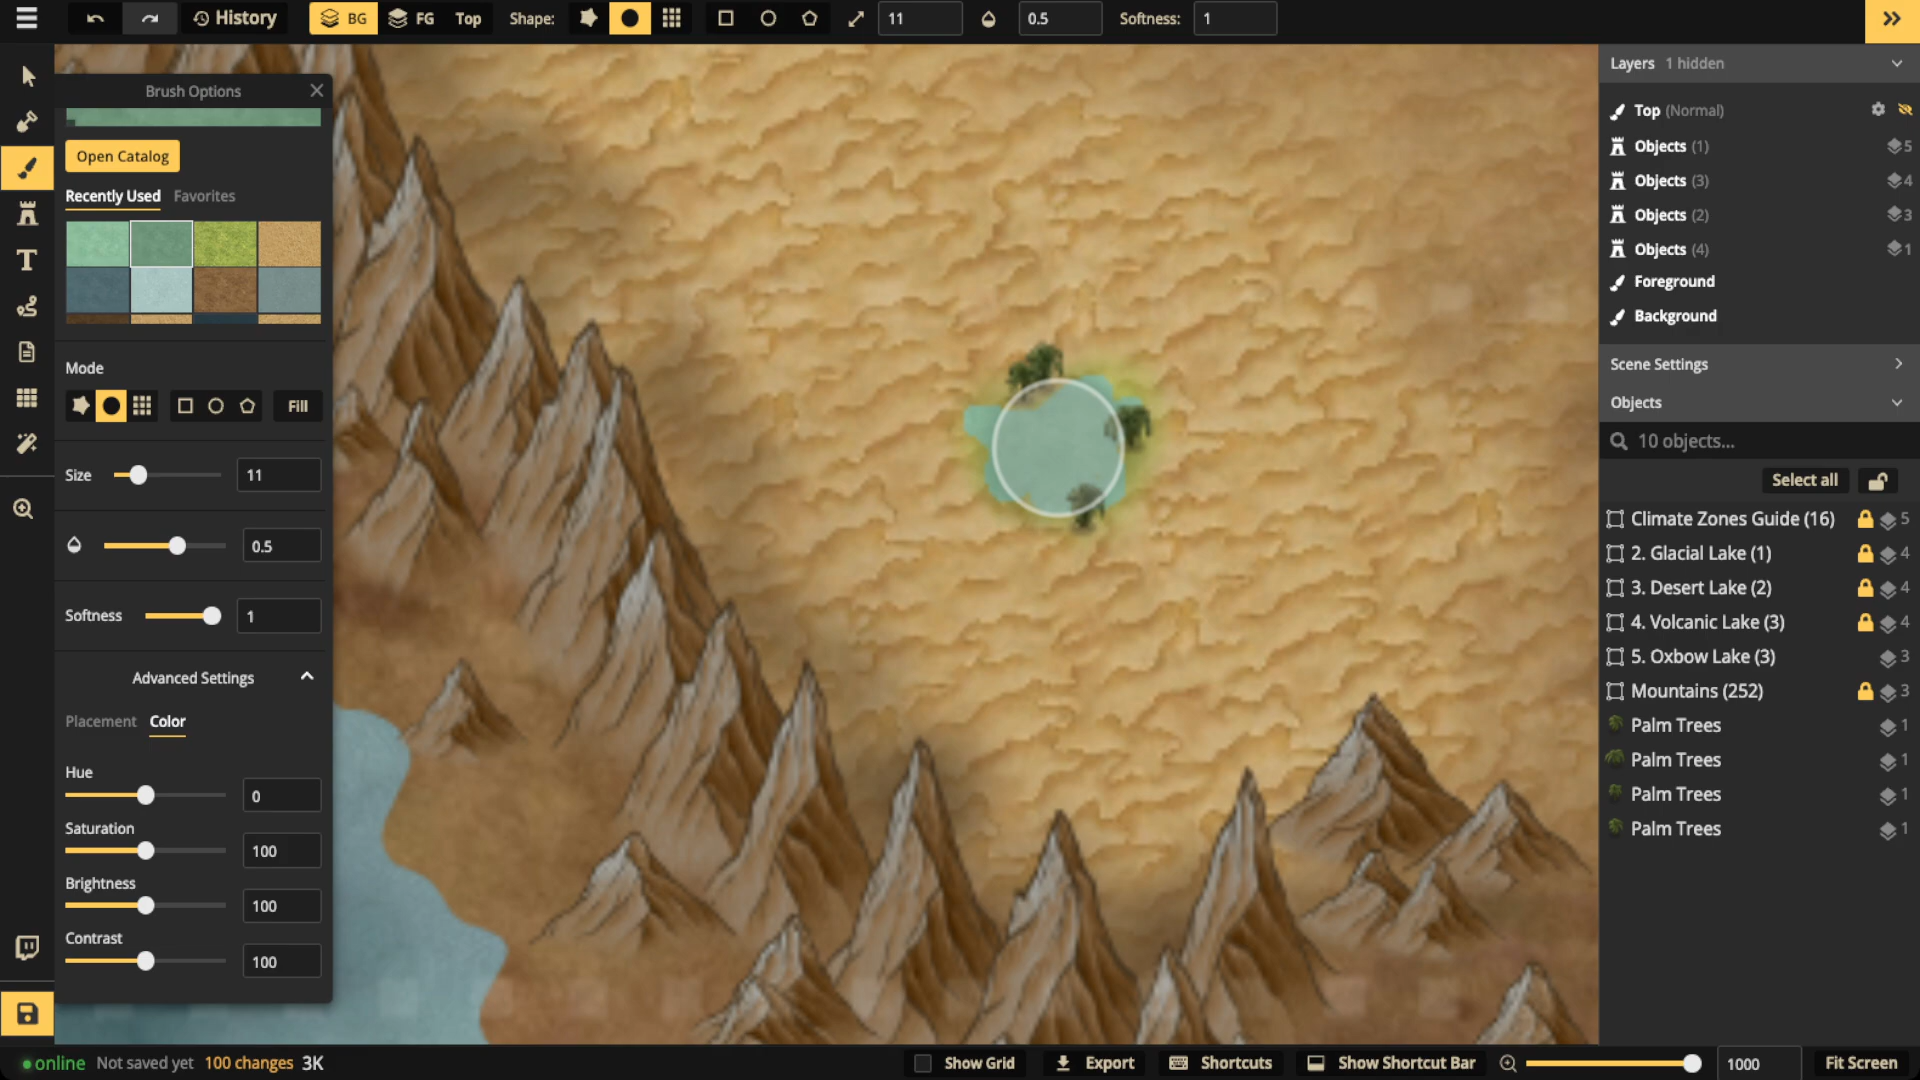 History
BG
FG
Top
Shape:
11
0.5
Softness:
1
Brush Options
Open Catalog
Recently Used
Favorites
Mode
Fill
Size
11
0.5
Softness
1
Advanced Settings
Placement
Color
Hue
0
Saturation
100
Brightness
100
Contrast
100
Layers 1 hidden
Top (Normal)
Objects (1) 5
Objects (3) 4
Objects (2) 3
Objects (4) 1
Foreground
Background
Scene Settings
Objects
10 objects...
Select all
Climate Zones Guide (16) 5
2. Glacial Lake (1) 4
3. Desert Lake (2) 4
4. Volcanic Lake (3) 4
5. Oxbow Lake (3) 3
Mountains (252) 3
Palm Trees 1
Palm Trees 1
Palm Trees 1
Palm Trees 1
online Not saved yet 100 changes 3K
Show Grid
Export
Shortcuts
Show Shortcut Bar
1000
Fit Screen